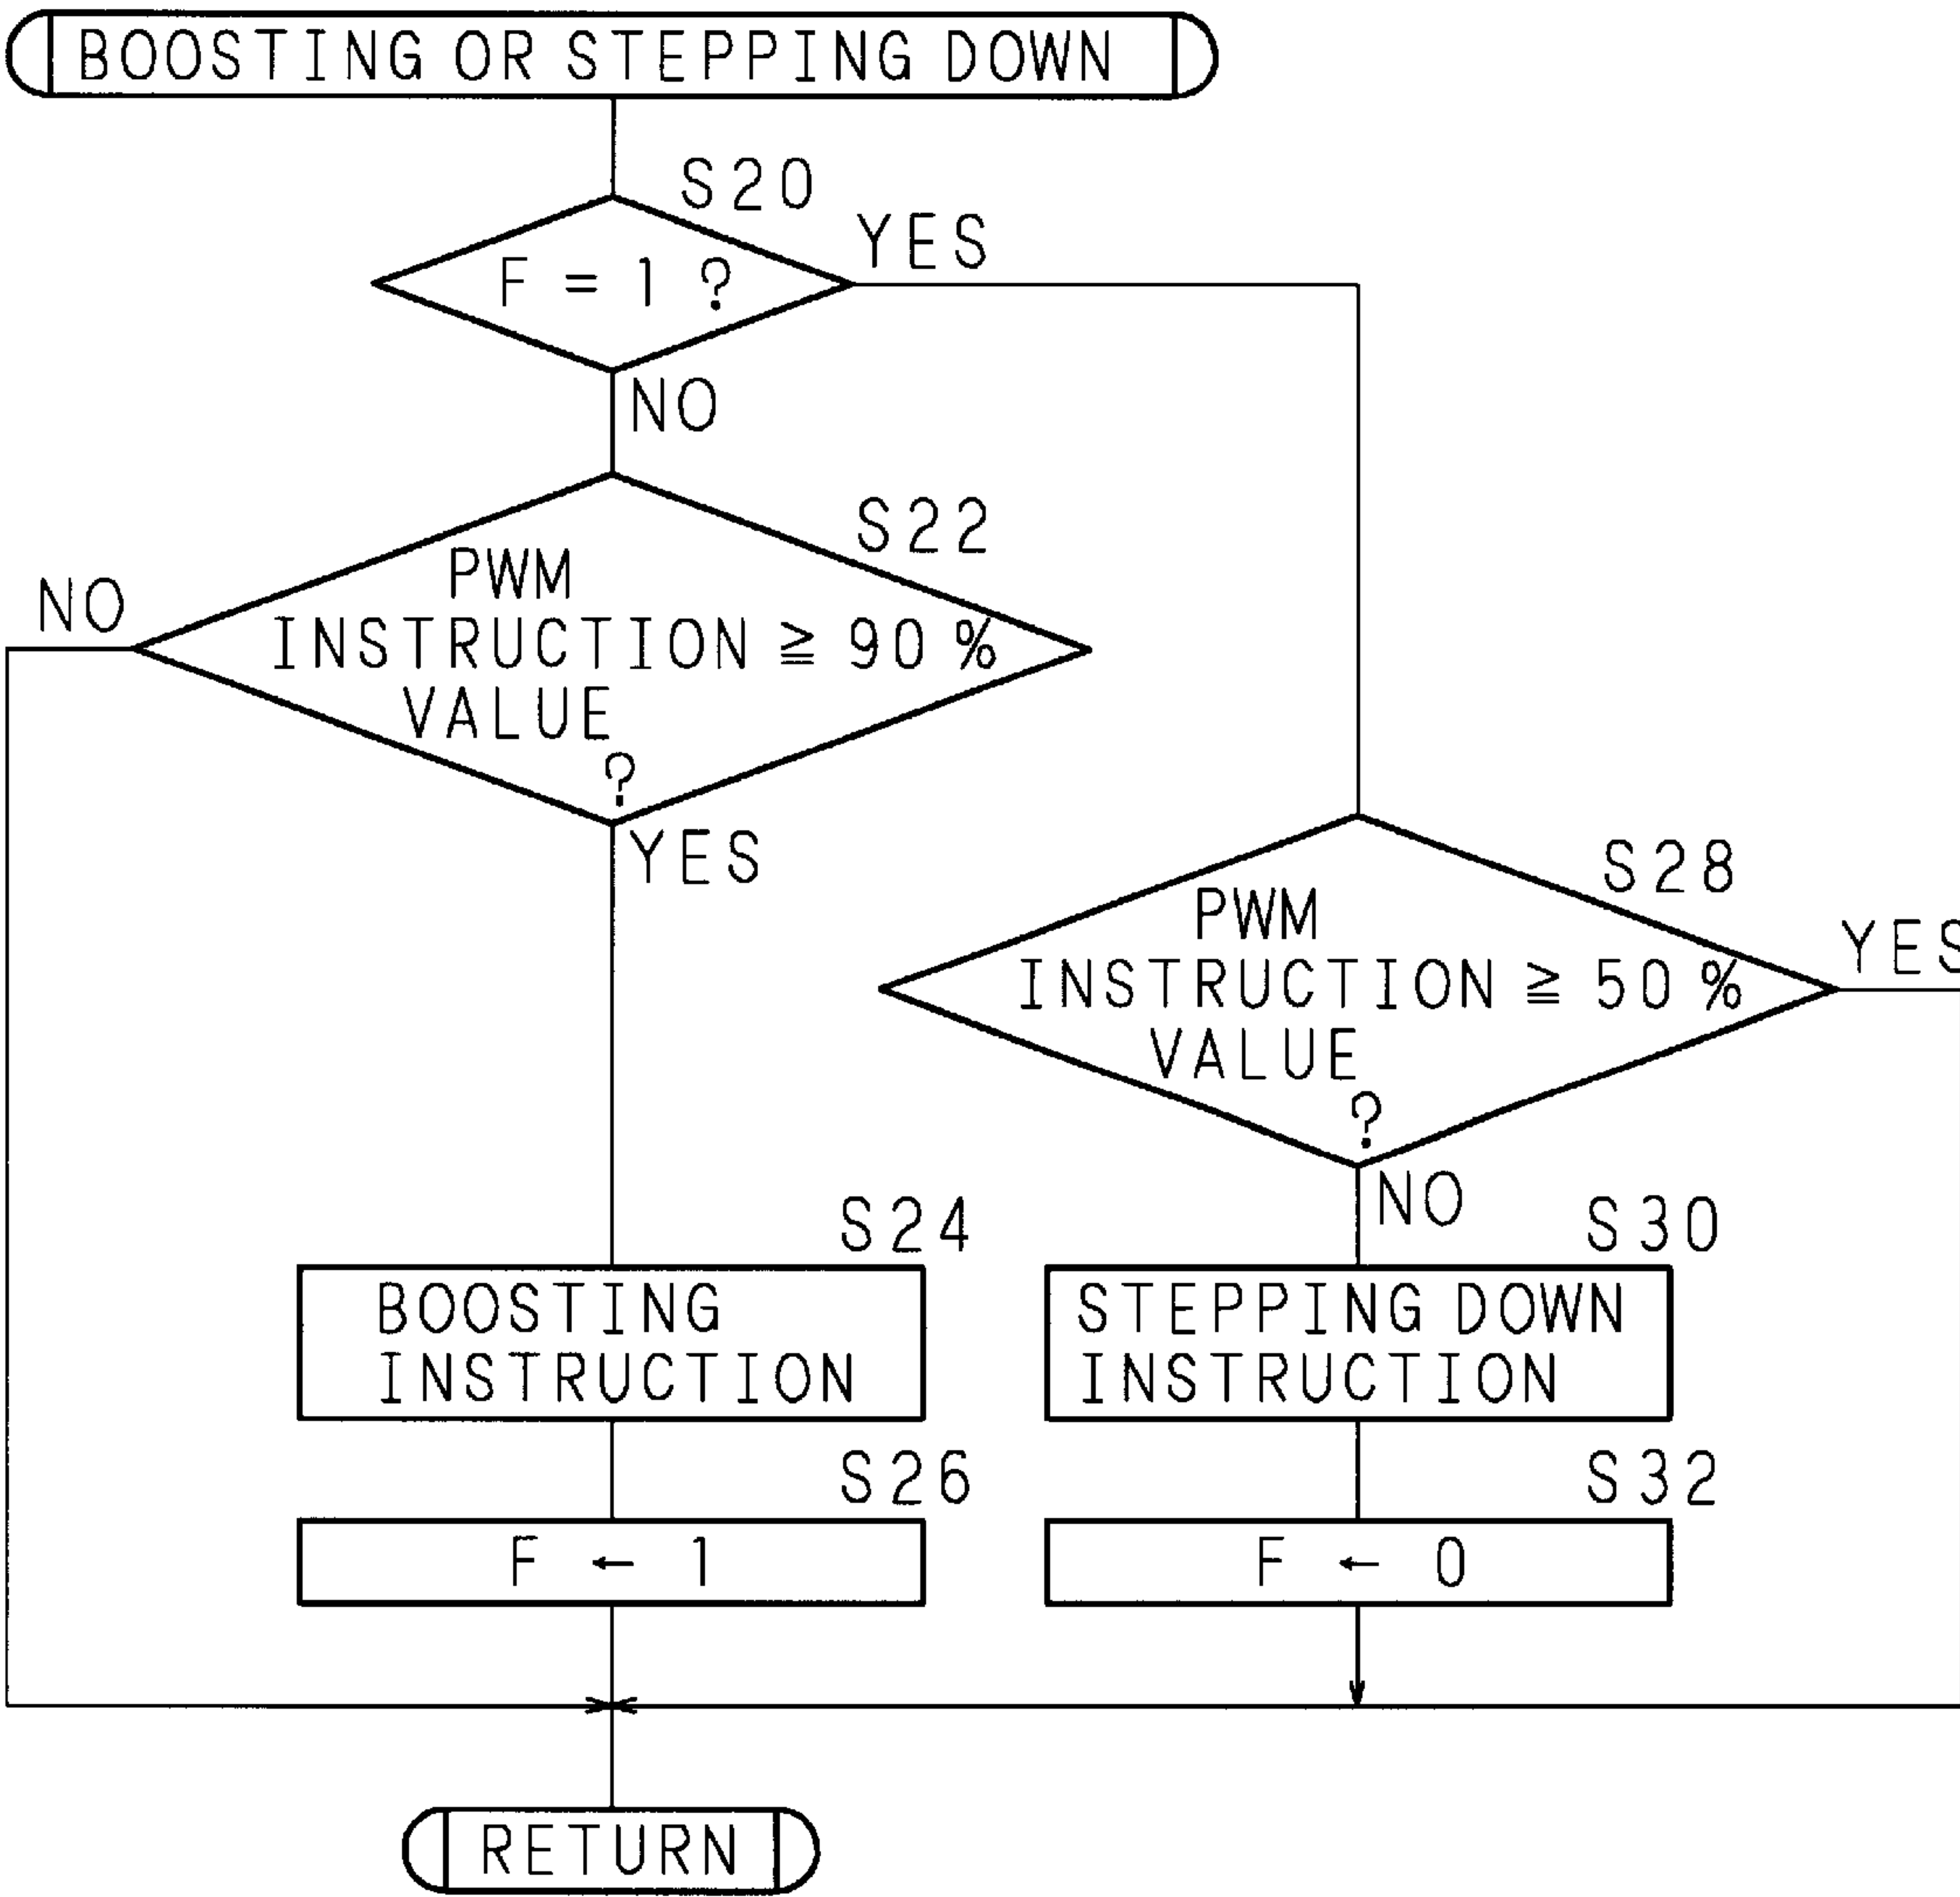 BOOSTING OR STEPPING DOWN
S20
F = 1 ?
YES
NO
S22
PWM
INSTRUCTION ≧ 90 %
VALUE
?
NO
YES
S28
PWM
INSTRUCTION ≧ 50 %
VALUE
?
YES
NO
S24
BOOSTING
INSTRUCTION
S30
STEPPING DOWN
INSTRUCTION
S26
F ← 1
S32
F ← 0
RETURN